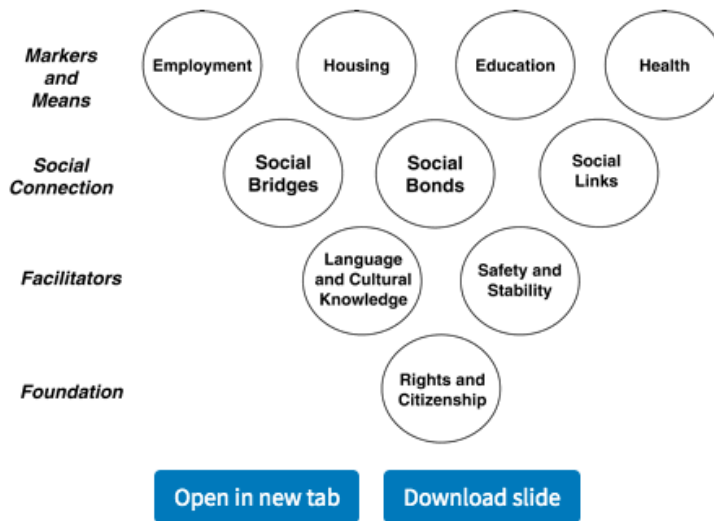 Markers
and
Means
Employment
Housing
Education
Health
Social
Connection
Social
Bridges
Social
Bonds
Social
Links
Facilitators
Language
and Cultural
Knowledge
Safety and
Stability
Foundation
Rights and
Citizenship
Open in new tab
Download slide